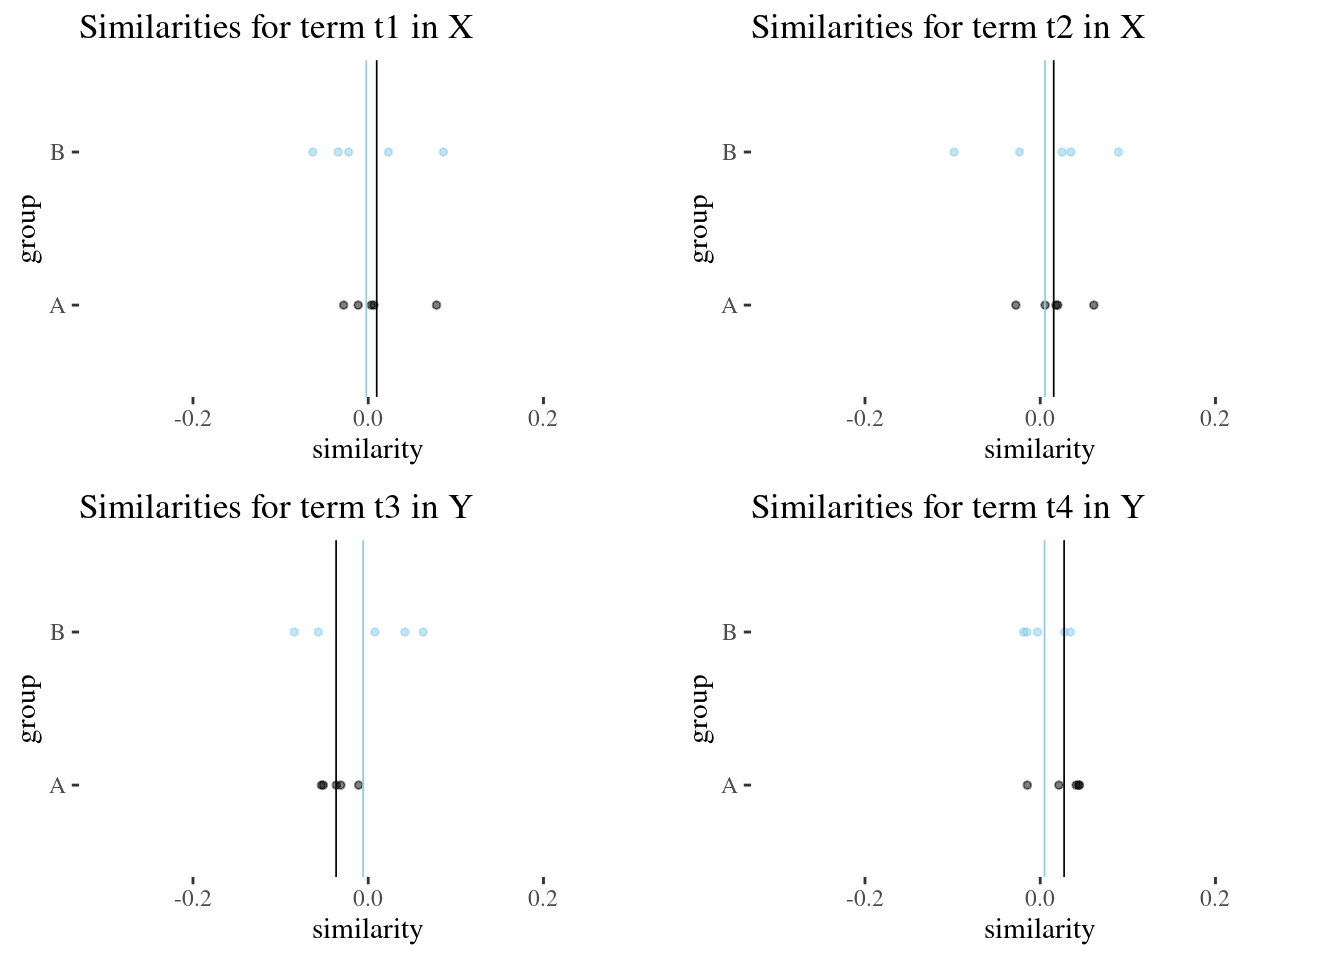 Similarities for term t1 in X
B
group
A
-0.2 0.0 0.2
similarity
Similarities for term t2 in X
B
group
A
-0.2 0.0 0.2
similarity
Similarities for term t3 in Y
B
group
A
-0.2 0.0 0.2
similarity
Similarities for term t4 in Y
B
group
A
-0.2 0.0 0.2
similarity